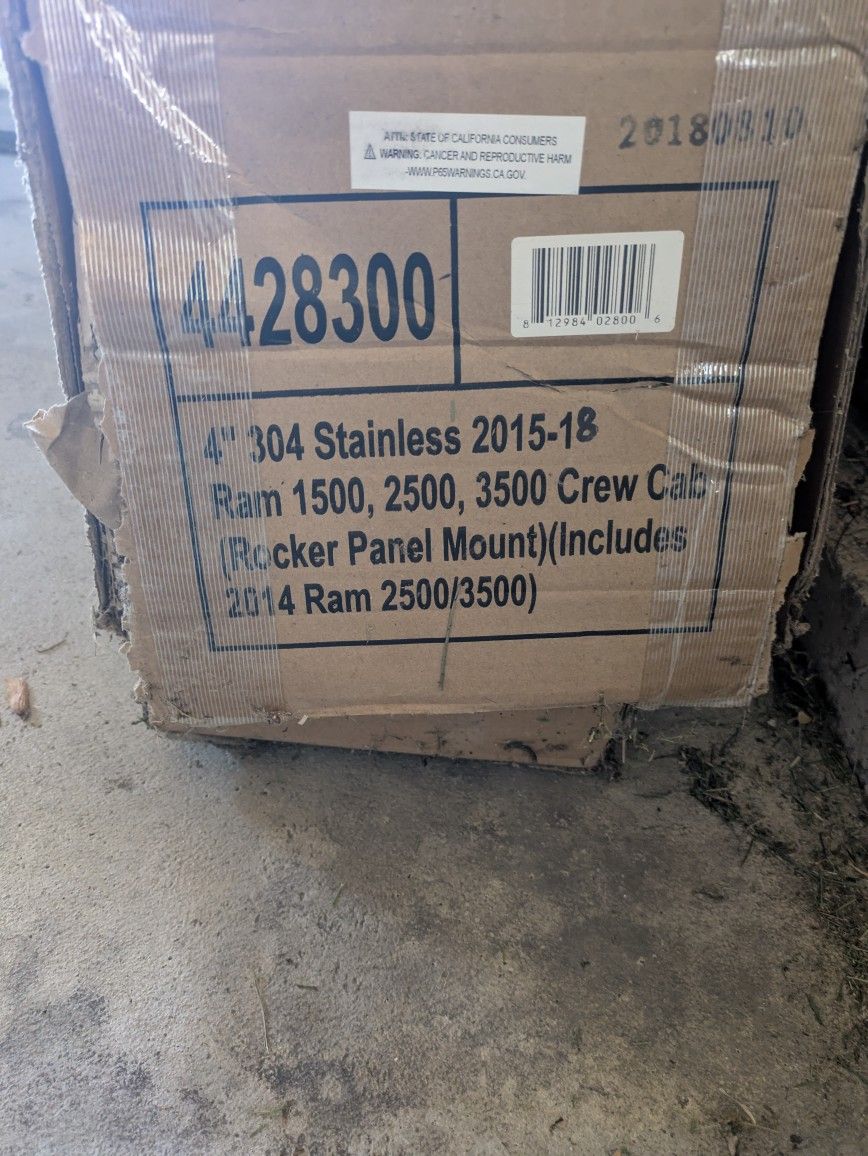 ATTN: STATE OF CALIFORNIA CONSUMERS
WARNING: CANCER AND REPRODUCTIVE HARM
-WWW.P65WARNINGS.CA.GOV.
20180810
4428300
8 12984 02800 6
4" 304 Stainless 2015-18
Ram 1500, 2500, 3500 Crew Cab
(Rocker Panel Mount)(Includes
2014 Ram 2500/3500)